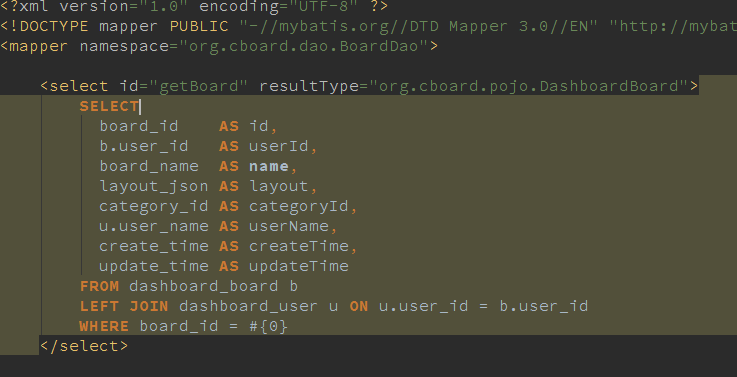 <?xml version="1.0" encoding="UTF-8" ?>
<!DOCTYPE mapper PUBLIC "-//mybatis.org//DTD Mapper 3.0//EN" "http://mybat
<mapper namespace="org.cboard.dao.BoardDao">
<select id="getBoard" resultType="org.cboard.pojo.DashboardBoard">
SELECT
board_id AS id,
b.user_id AS userId,
board_name AS name,
layout_json AS layout,
category_id AS categoryId,
u.user_name AS userName,
create_time AS createTime,
update_time AS updateTime
FROM dashboard_board b
LEFT JOIN dashboard_user u ON u.user_id = b.user_id
WHERE board_id = #{0}
</select>